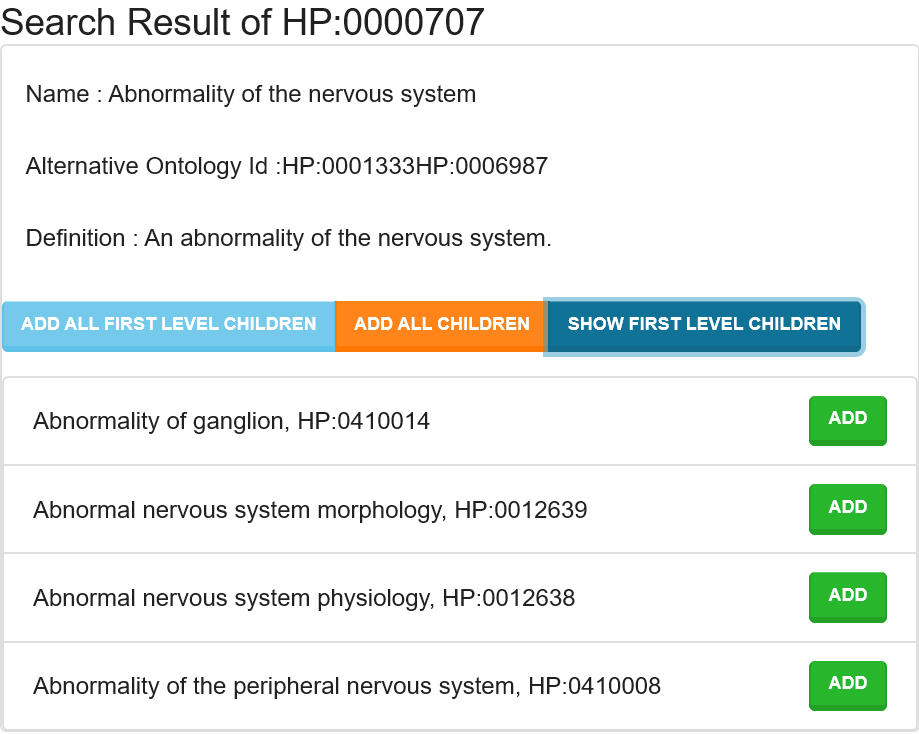 Search Result of HP:0000707
Name : Abnormality of the nervous system
Alternative Ontology Id :HP:0001333HP:0006987
Definition : An abnormality of the nervous system.
ADD ALL FIRST LEVEL CHILDREN ADD ALL CHILDREN SHOW FIRST LEVEL CHILDREN
Abnormality of ganglion, HP:0410014 ADD
Abnormal nervous system morphology, HP:0012639 ADD
Abnormal nervous system physiology, HP:0012638 ADD
Abnormality of the peripheral nervous system, HP:0410008 ADD